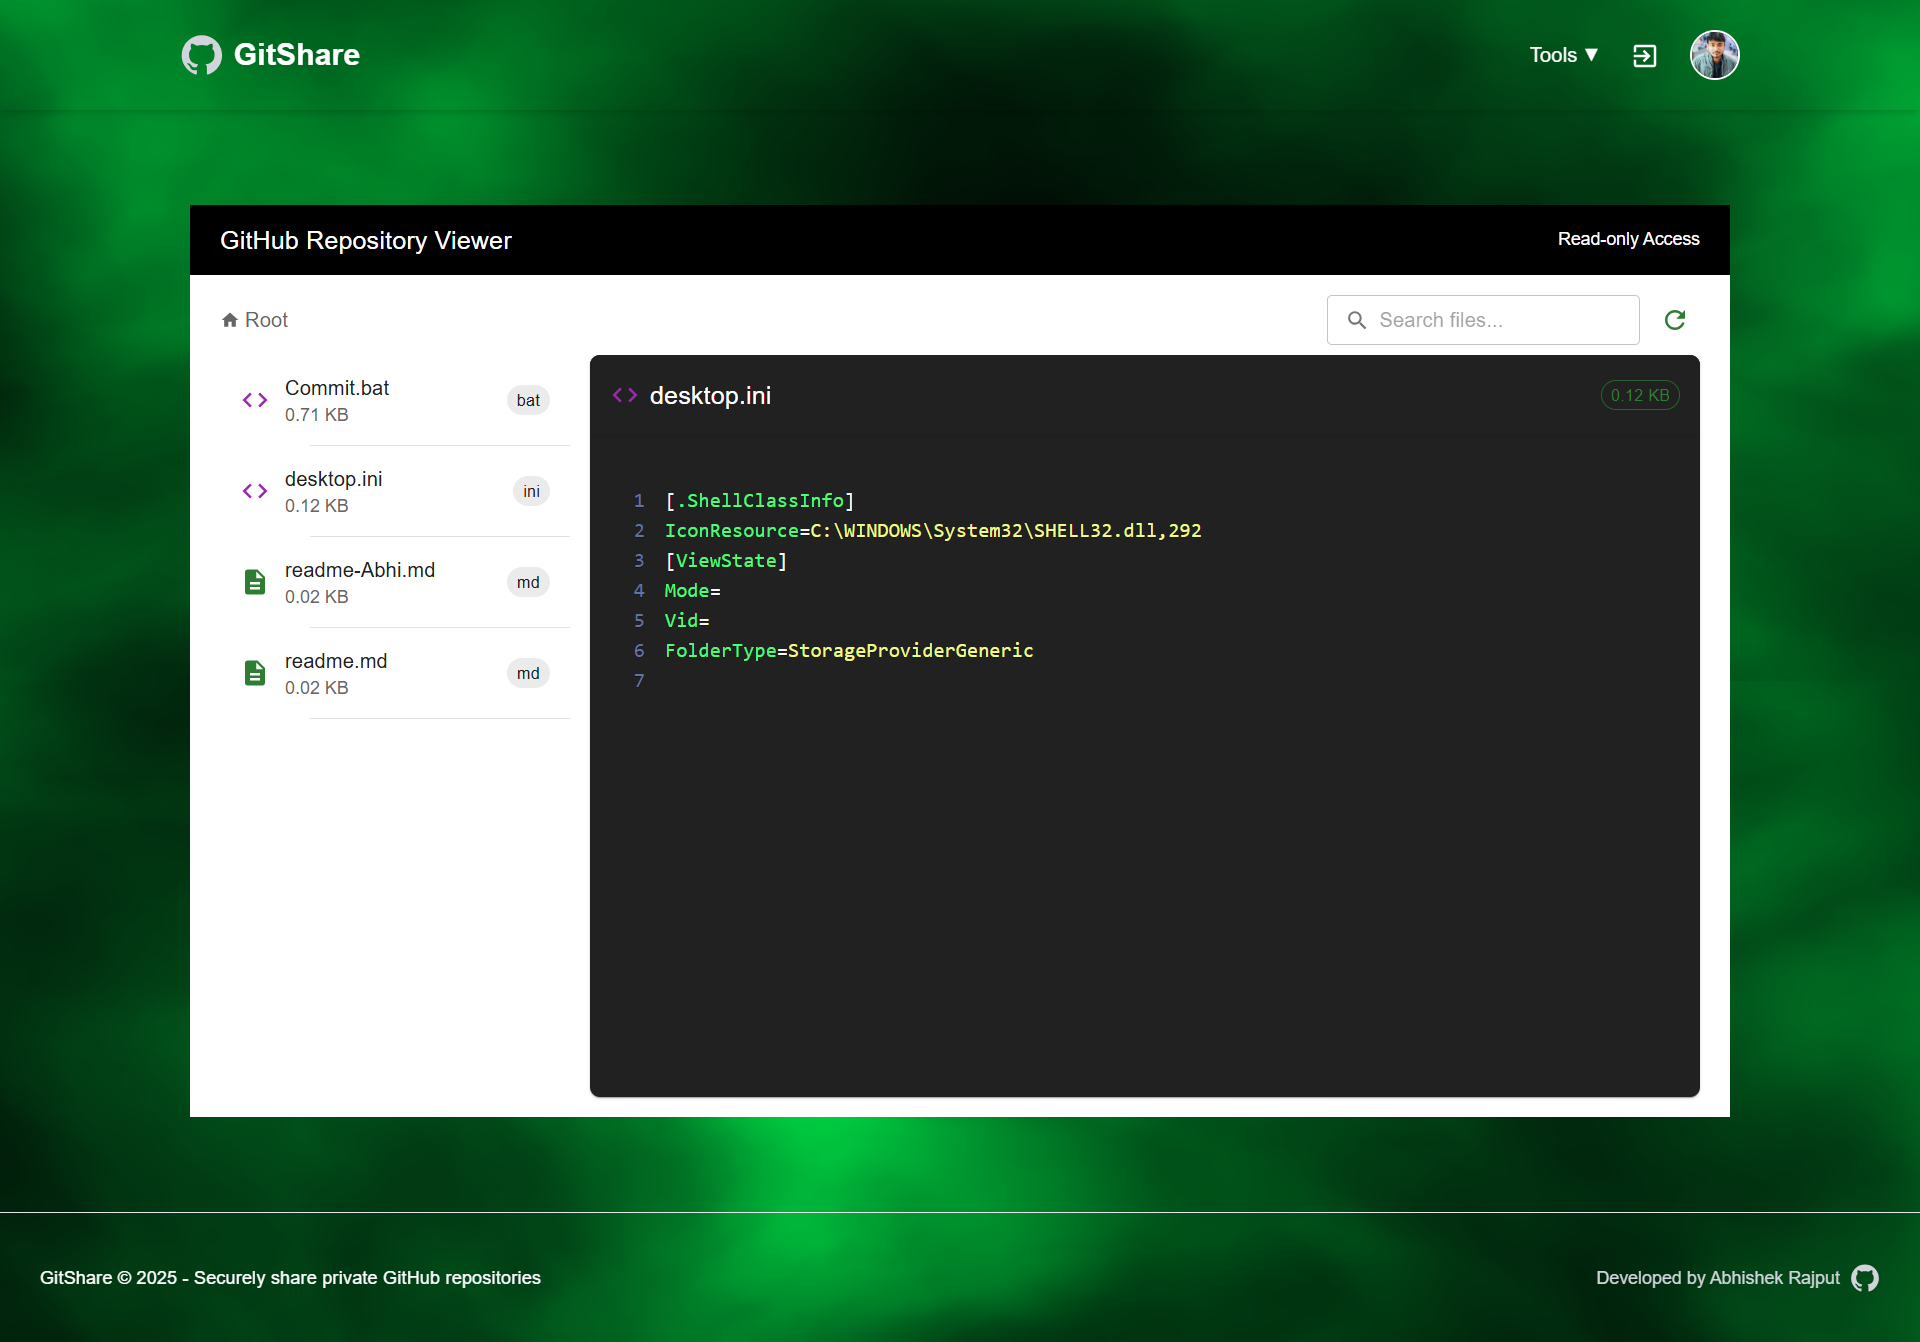 GitShare
Tools ▼
GitHub Repository Viewer
Read-only Access
Root
Search files...
Commit.bat
0.71 KB
bat
desktop.ini
0.12 KB
ini
readme-Abhi.md
0.02 KB
md
readme.md
0.02 KB
md
desktop.ini
0.12 KB
1 [.ShellClassInfo]
2 IconResource=C:\WINDOWS\System32\SHELL32.dll,292
3 [ViewState]
4 Mode=
5 Vid=
6 FolderType=StorageProviderGeneric
7
GitShare © 2025 - Securely share private GitHub repositories
Developed by Abhishek Rajput